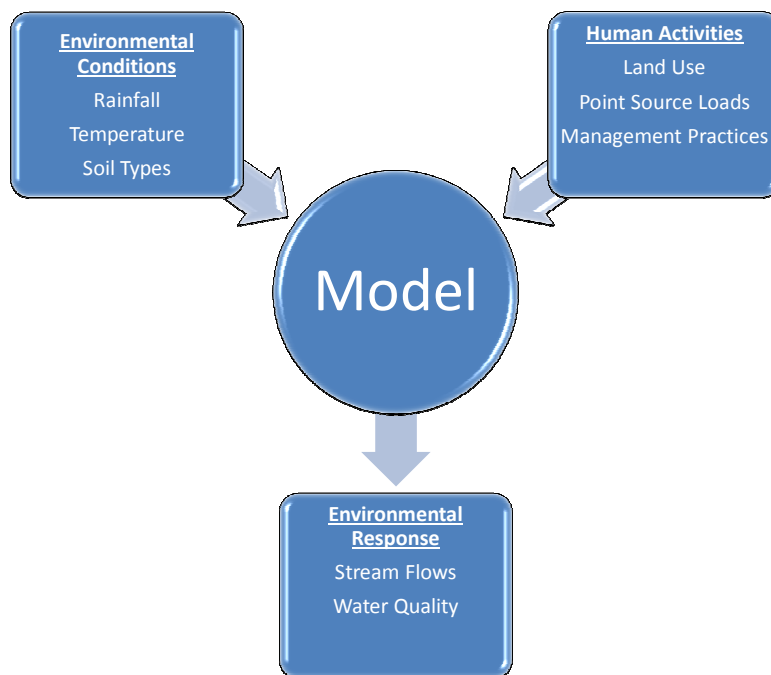 Environmental
Conditions
Rainfall
Temperature
Soil Types
Human Activities
Land Use
Point Source Loads
Management Practices
Model
Environmental
Response
Stream Flows
Water Quality